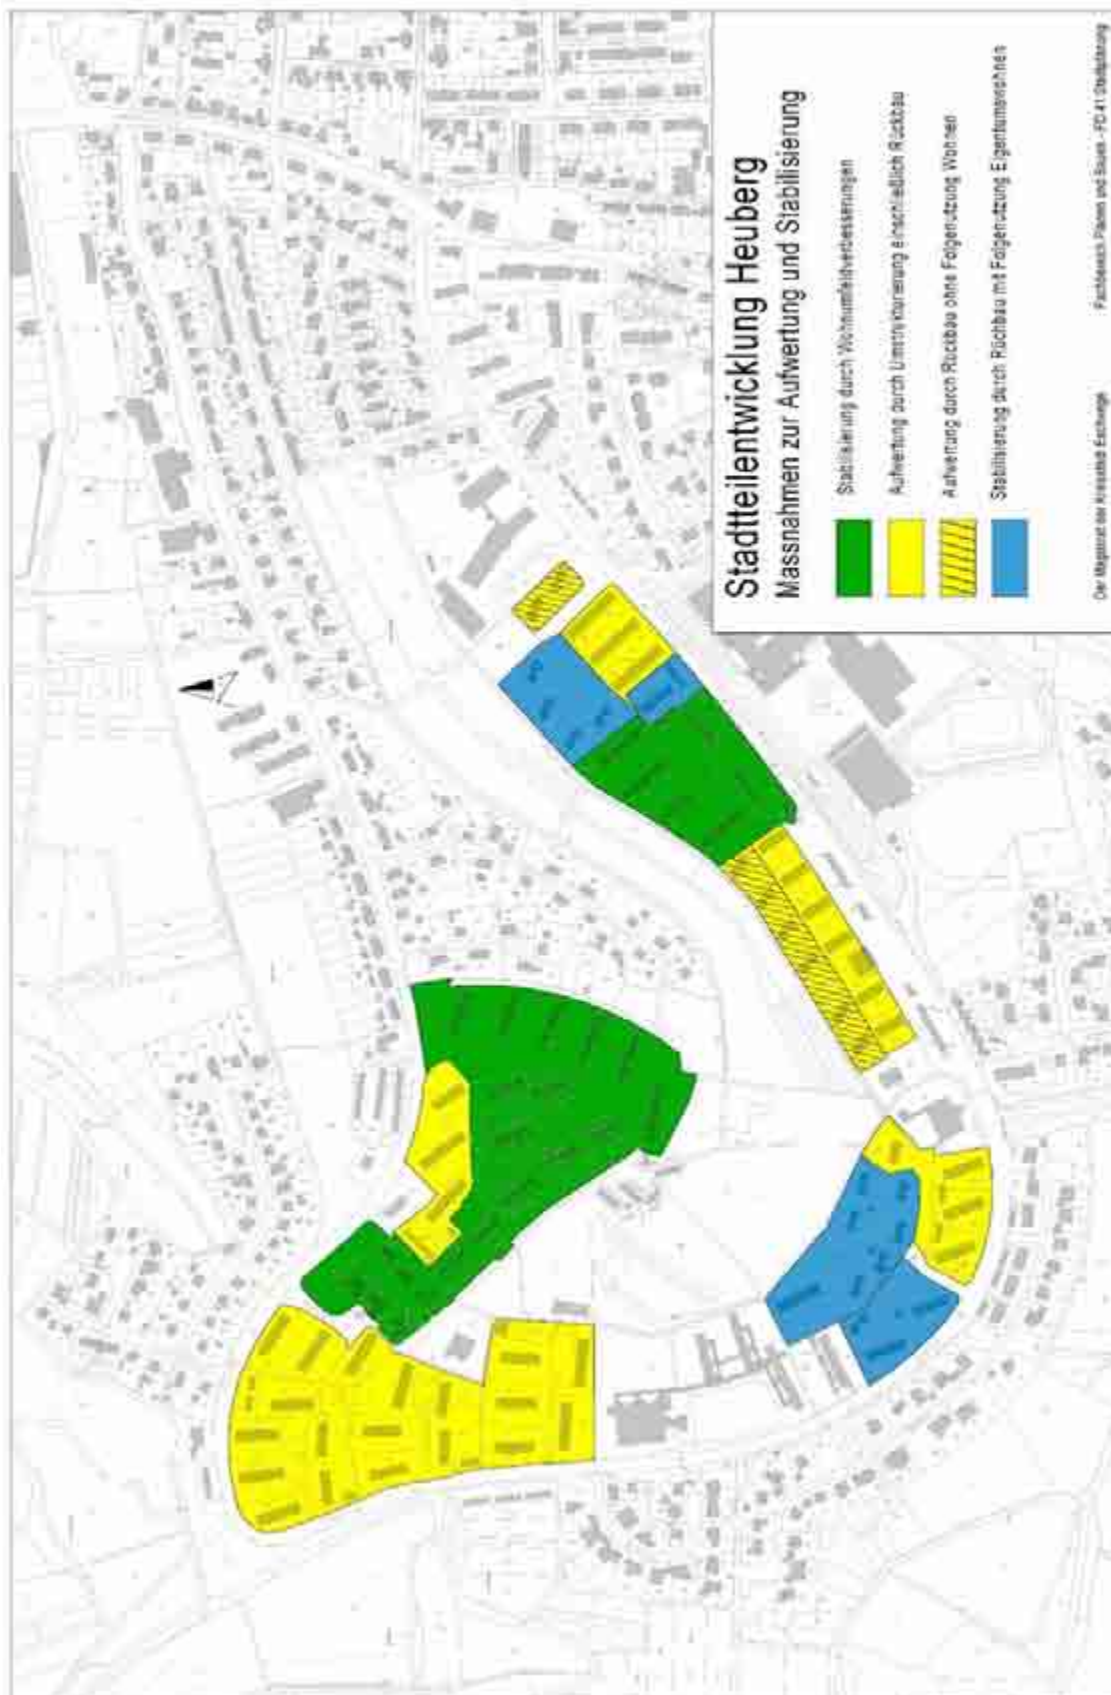 Stadtteilentwicklung Heuberg
Massnahmen zur Aufwertung und Stabilisierung
Stabilisierung durch Wohnumfeldverbesserungen
Aufwertung durch Umstrukturierung einschließlich Rückbau
Aufwertung durch Rückbau ohne Folgenutzung Wohnen
Stabilisierung durch Rüchbau mit Folgenutzung Eigentumswohnen
Der Magistrat der Kreisstadt Eschwege
Fachbereich Planen und Bauen - FD 41 Stadtplanung